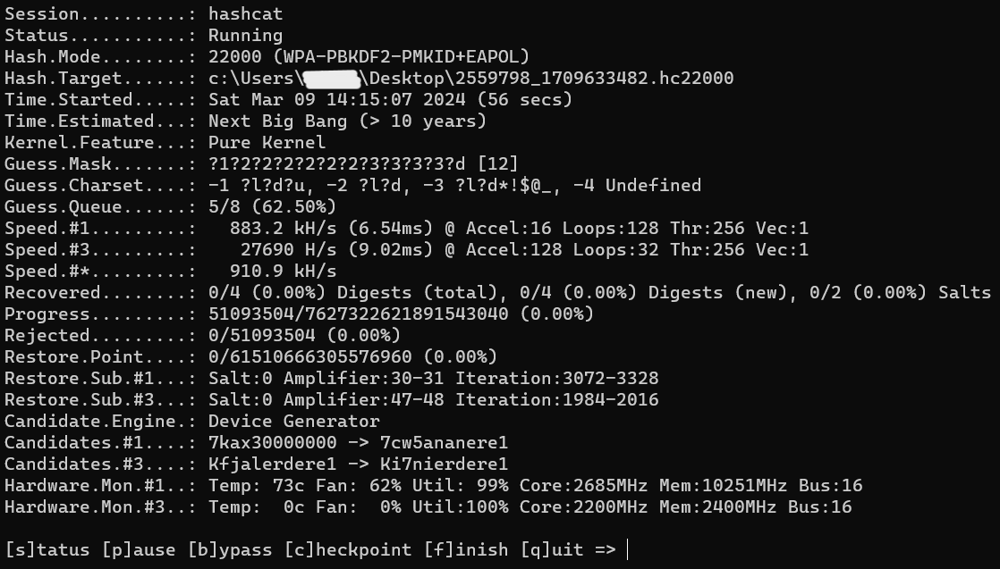 Session..........: hashcat
Status...........: Running
Hash.Mode........: 22000 (WPA-PBKDF2-PMKID+EAPOL)
Hash.Target......: c:\Users\ \Desktop\2559798_1709633482.hc22000
Time.Started.....: Sat Mar 09 14:15:07 2024 (56 secs)
Time.Estimated...: Next Big Bang (> 10 years)
Kernel.Feature...: Pure Kernel
Guess.Mask.......: ?1?2?2?2?2?2?2?3?3?3?3?d [12]
Guess.Charset....: -1 ?l?d?u, -2 ?l?d, -3 ?l?d*!$@_, -4 Undefined
Guess.Queue......: 5/8 (62.50%)
Speed.#1.........:   883.2 kH/s (6.54ms) @ Accel:16 Loops:128 Thr:256 Vec:1
Speed.#3.........:    27690 H/s (9.02ms) @ Accel:128 Loops:32 Thr:256 Vec:1
Speed.#*.........:   910.9 kH/s
Recovered........: 0/4 (0.00%) Digests (total), 0/4 (0.00%) Digests (new), 0/2 (0.00%) Salts
Progress.........: 51093504/7627322621891543040 (0.00%)
Rejected.........: 0/51093504 (0.00%)
Restore.Point....: 0/61510666305576960 (0.00%)
Restore.Sub.#1...: Salt:0 Amplifier:30-31 Iteration:3072-3328
Restore.Sub.#3...: Salt:0 Amplifier:47-48 Iteration:1984-2016
Candidate.Engine.: Device Generator
Candidates.#1....: 7kax30000000 -> 7cw5ananere1
Candidates.#3....: Kfjalerdere1 -> Ki7nierdere1
Hardware.Mon.#1..: Temp: 73c Fan: 62% Util: 99% Core:2685MHz Mem:10251MHz Bus:16
Hardware.Mon.#3..: Temp:  0c Fan:  0% Util:100% Core:2200MHz Mem:2400MHz Bus:16
[s]tatus [p]ause [b]ypass [c]heckpoint [f]inish [q]uit =>